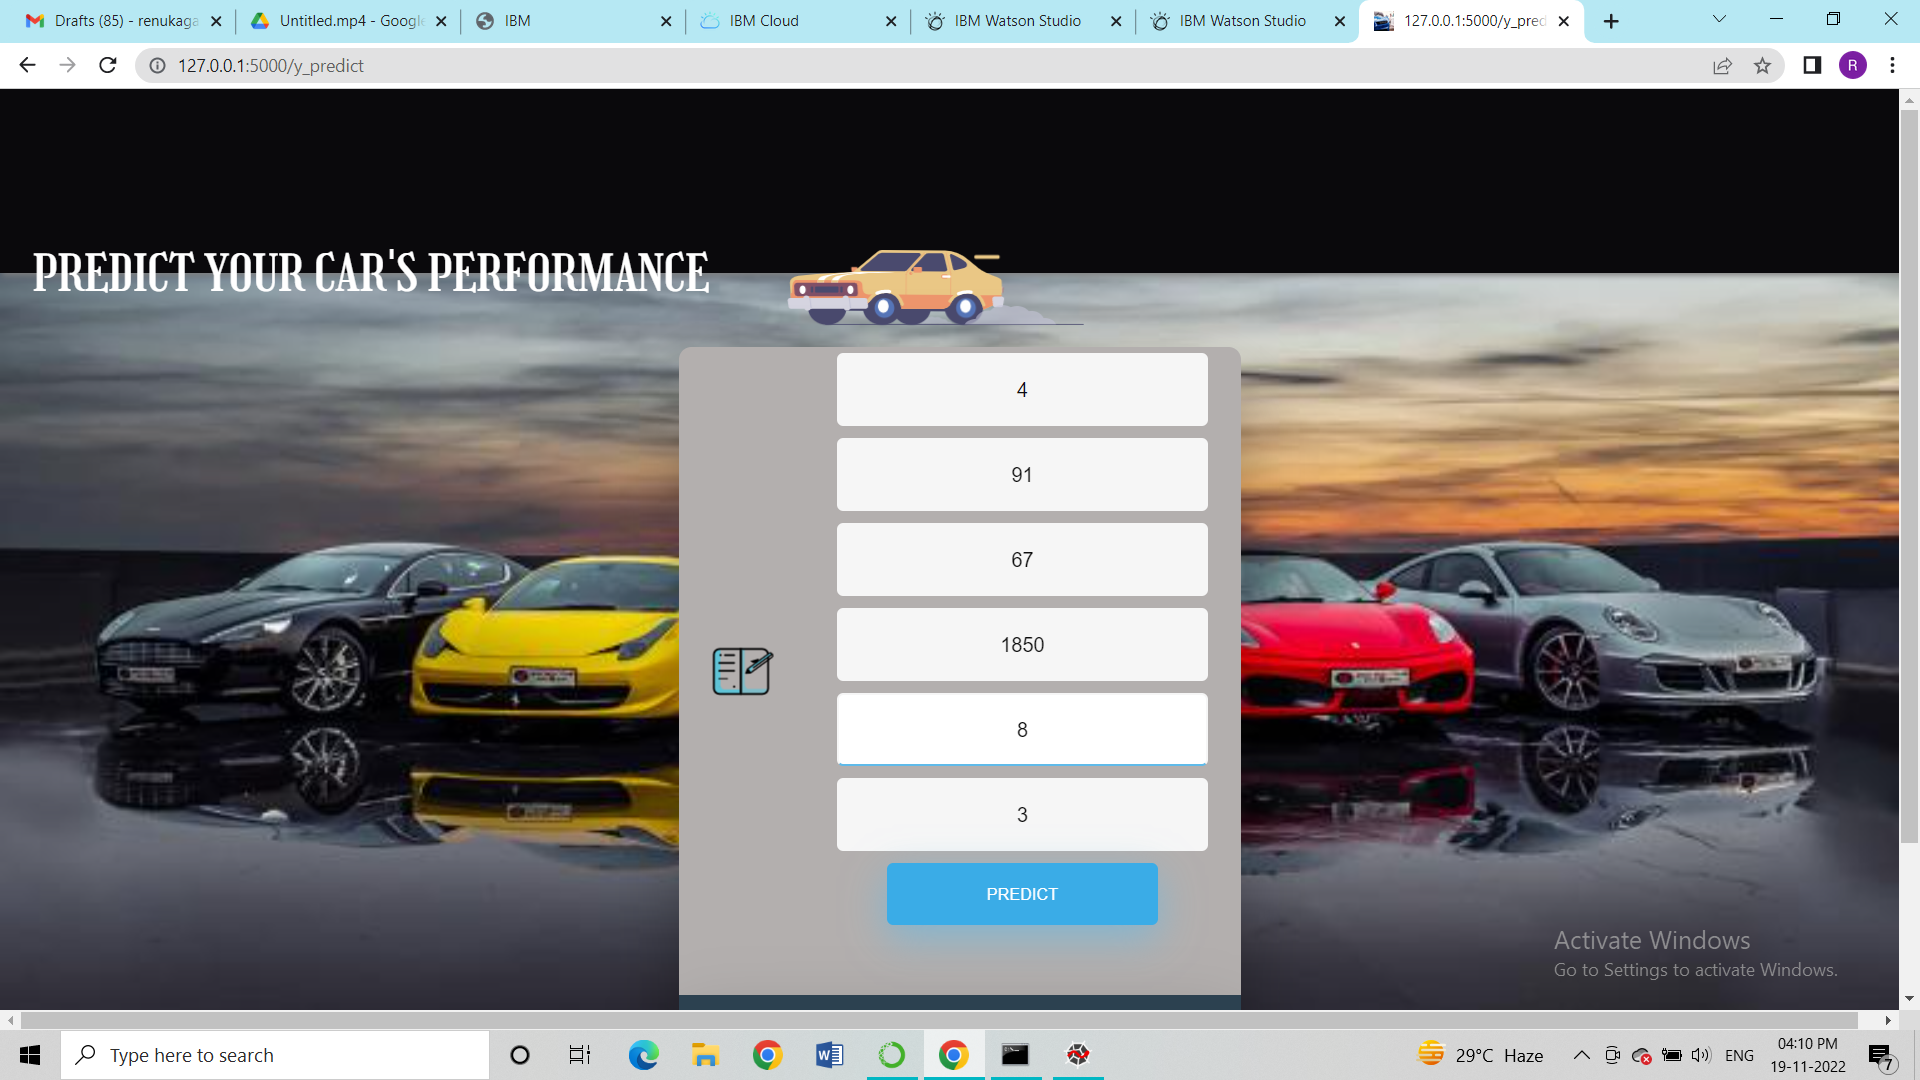 Drafts (85) - renukaga
Untitled.mp4 - Google
IBM
IBM Cloud
IBM Watson Studio
IBM Watson Studio
127.0.0.1:5000/y_pred
127.0.0.1:5000/y_predict
R
PREDICT YOUR CAR'S PERFORMANCE
4
91
67
1850
8
3
PREDICT
Activate Windows
Go to Settings to activate Windows.
Type here to search
29°C Haze
ENG
04:10 PM
19-11-2022
7